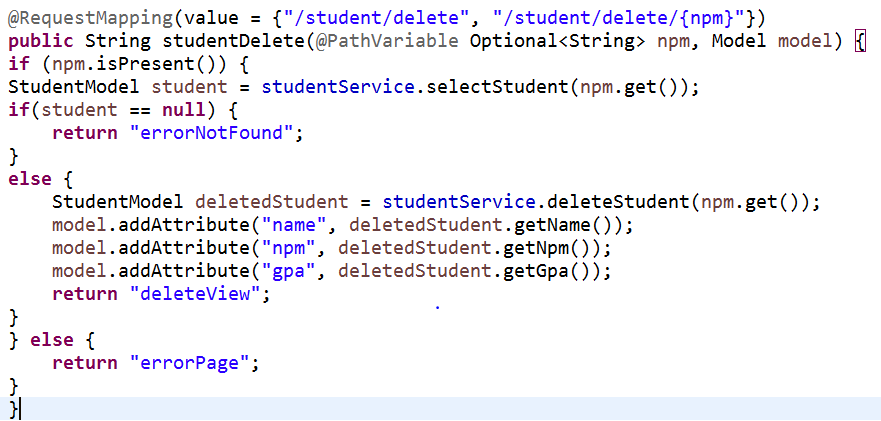 @RequestMapping(value = {"/student/delete", "/student/delete/{npm}"})
public String studentDelete(@PathVariable Optional<String> npm, Model model) {
if (npm.isPresent()) {
StudentModel student = studentService.selectStudent(npm.get());
if(student == null) {
    return "errorNotFound";
}
else {
    StudentModel deletedStudent = studentService.deleteStudent(npm.get());
    model.addAttribute("name", deletedStudent.getName());
    model.addAttribute("npm", deletedStudent.getNpm());
    model.addAttribute("gpa", deletedStudent.getGpa());
    return "deleteView";
}
} else {
    return "errorPage";
}
}